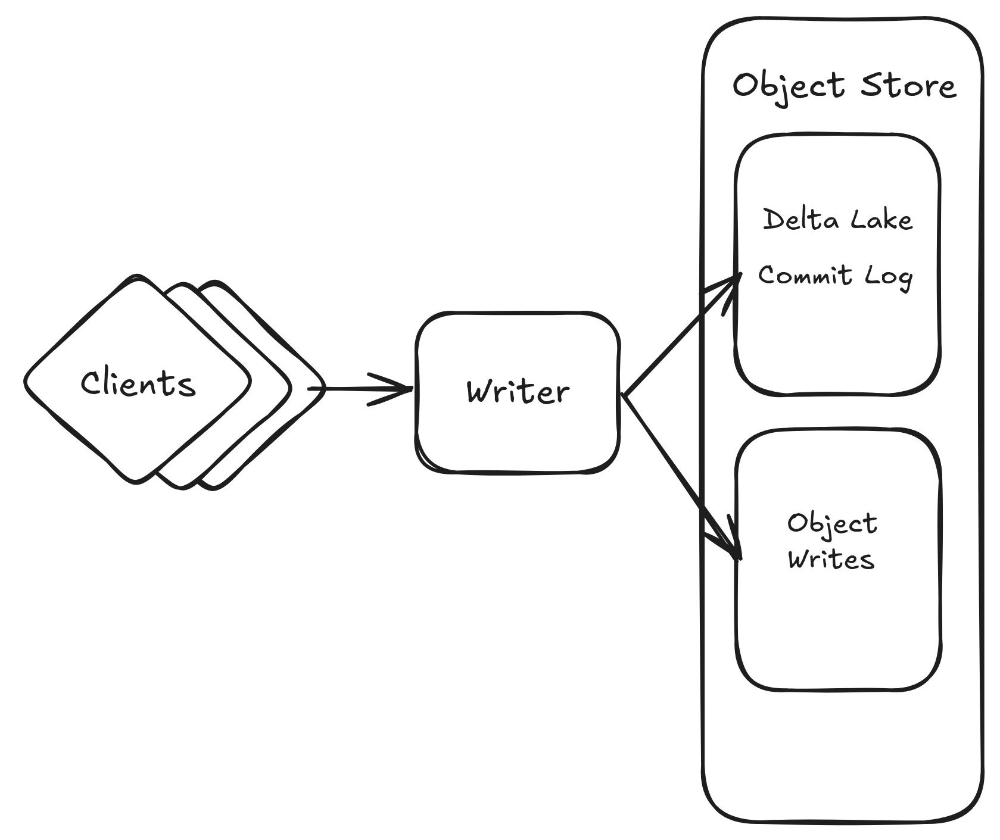 Object Store
Delta Lake
Commit Log
Clients
Writer
Object
Writes